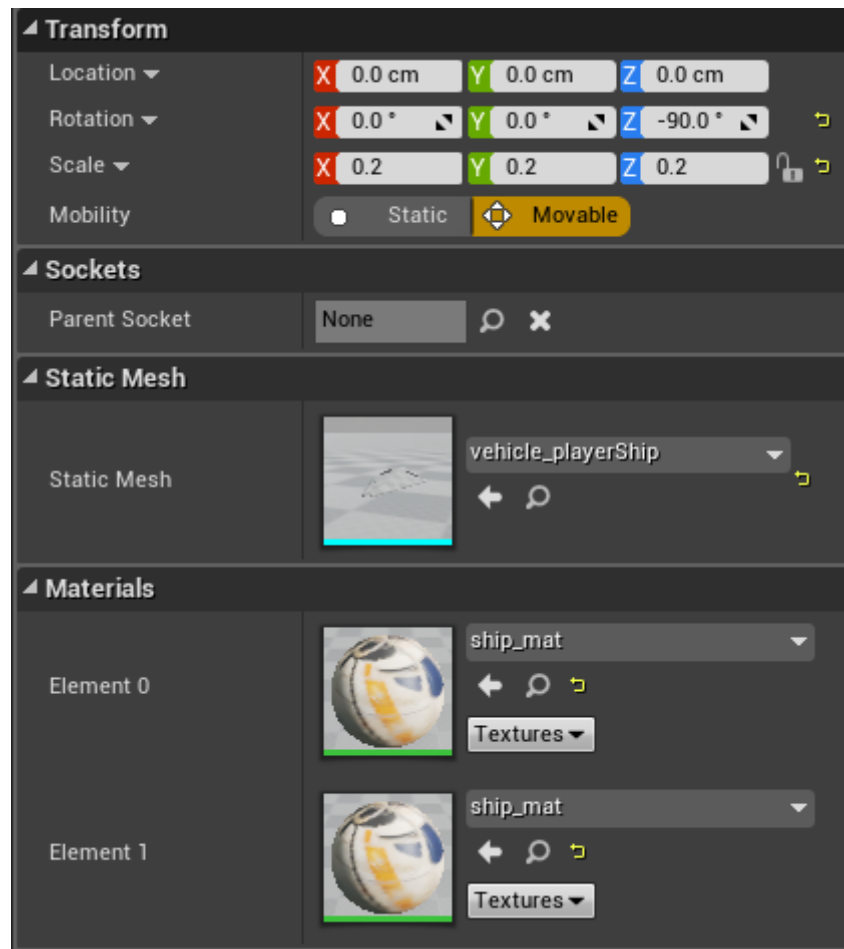 Transform
Location X 0.0 cm Y 0.0 cm Z 0.0 cm
Rotation X 0.0 ° Y 0.0 ° Z -90.0 °
Scale X 0.2 Y 0.2 Z 0.2
Mobility Static Movable
Sockets
Parent Socket None
Static Mesh
Static Mesh vehicle_playerShip
Materials
Element 0 ship_mat
Textures
Element 1 ship_mat
Textures